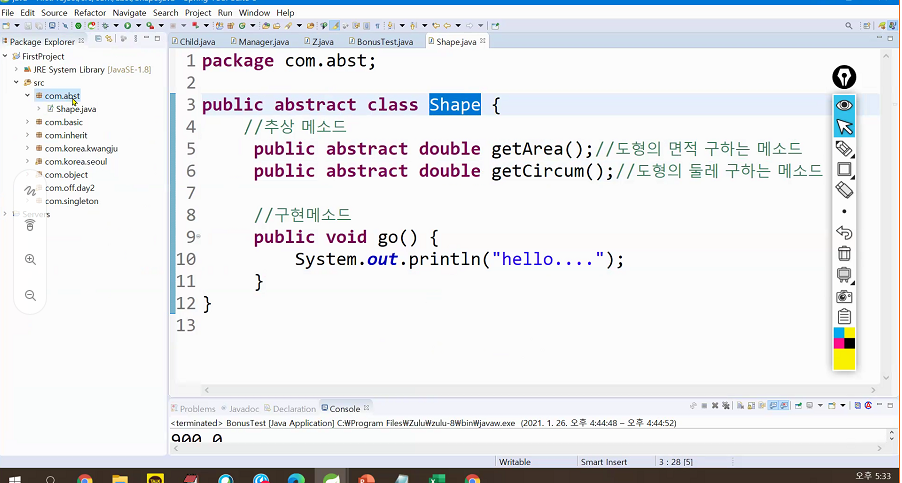 File Edit Source Refactor Navigate Search Project Run Window Help
Package Explorer
FirstProject
JRE System Library [JavaSE-1.8]
src
com.abst
Shape.java
com.basic
com.inherit
com.korea.kwangju
com.korea.seoul
com.object
com.off.day2
com.singleton
Servers
Child.java Manager.java Z.java BonusTest.java Shape.java
1 package com.abst;
2
3 public abstract class Shape {
4 //추상 메소드
5 public abstract double getArea();//도형의 면적 구하는 메소드
6 public abstract double getCircum();//도형의 둘레 구하는 메소드
7
8 //구현메소드
9 public void go() {
10 System.out.println("hello....");
11 }
12 }
13
Problems Javadoc Declaration Console
<terminated> BonusTest [Java Application] C:₩Program Files₩Zulu₩zulu-8₩bin₩javaw.exe (2021. 1. 26. 오후 4:44:48 – 오후 4:44:52)
900.0
Writable Smart Insert 3 : 28 [5]
오후 5:33